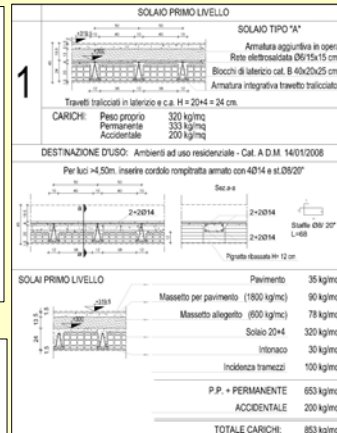 SOLAIO PRIMO LIVELLO
SOLAIO TIPO "A"
Armatura aggiuntiva in opera
Rete elettrosaldata Ø6/15x15 cm
Blocchi di laterizio cat. B 40x20x25 cm
Armatura integrativa travetto tralicciato
1
Travetti tralicciati in laterizio e c.a. H = 20+4 = 24 cm.
CARICHI: Peso proprio 320 kg/mq
Permanente 333 kg/mq
Accidentale 200 kg/mq
DESTINAZIONE D'USO: Ambienti ad uso residenziale - Cat. A D.M. 14/01/2008
Per luci >4,50m. inserire cordolo rompitratta armato con 4Ø14 e st.Ø8/20"
Sez.a-a
a
2+2Ø14
2+2Ø14
2+2Ø14
2+2Ø14
Staffe Ø8/ 20"
L=68
a
Pignatta ribassata H= 12 cm
SOLAI PRIMO LIVELLO
Pavimento 35 kg/mq
Massetto per pavimento (1800 kg/mc) 90 kg/mq
Massetto allegerito (600 kg/mc) 78 kg/mq
Solaio 20+4 320 kg/mq
Intonaco 30 kg/mq
Incidenza tramezzi 100 kg/mq
P.P. + PERMANENTE 653 kg/mq
ACCIDENTALE 200 kg/mq
TOTALE CARICHI: 853 kg/mq